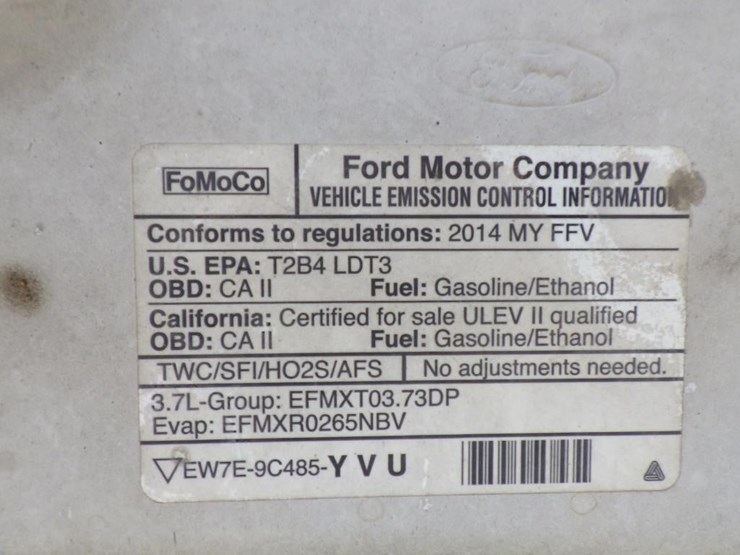 Ford
FoMoCo
Ford Motor Company
VEHICLE EMISSION CONTROL INFORMATION
Conforms to regulations: 2014 MY FFV
U.S. EPA: T2B4 LDT3
OBD: CA II Fuel: Gasoline/Ethanol
California: Certified for sale ULEV II qualified
OBD: CA II Fuel: Gasoline/Ethanol
TWC/SFI/HO2S/AFS No adjustments needed.
3.7L-Group: EFMXT03.73DP
Evap: EFMXR0265NBV
EW7E-9C485-Y V U